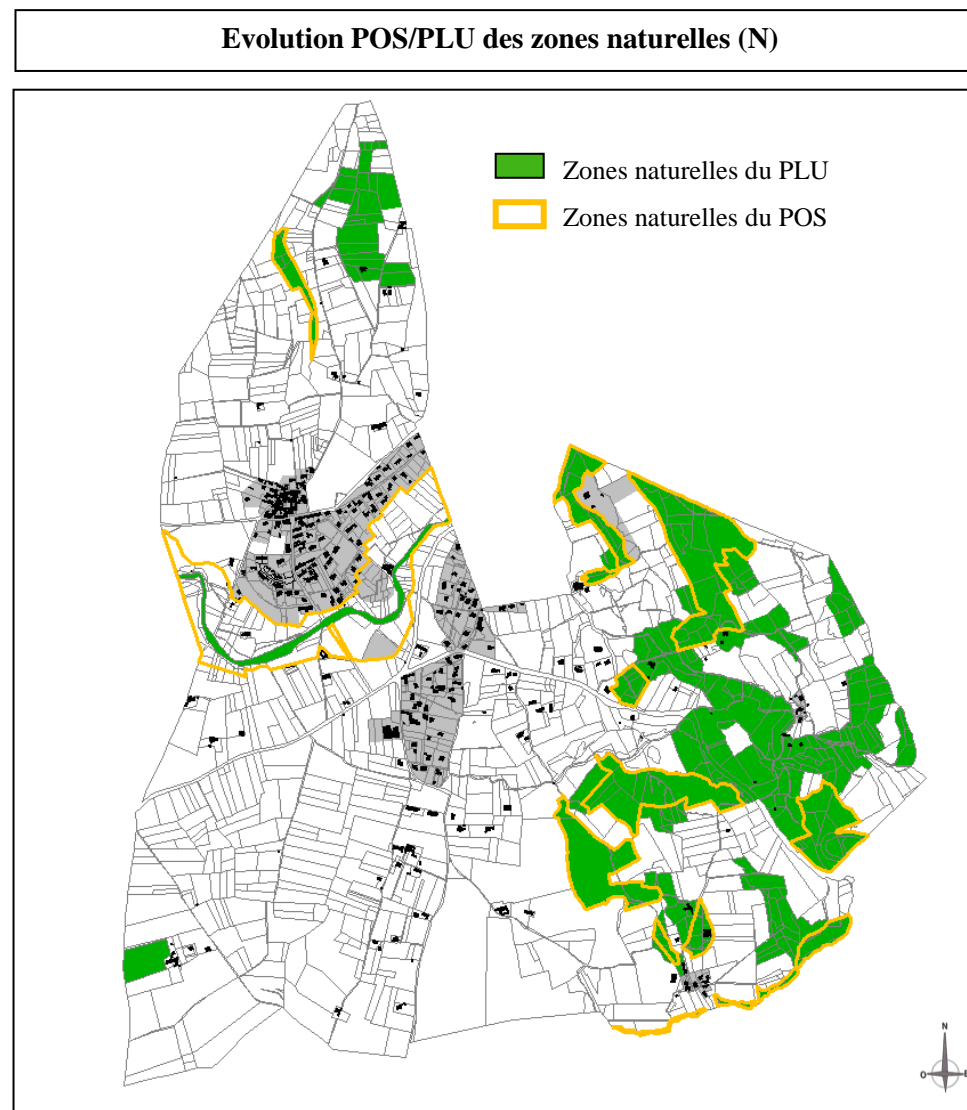 Evolution POS/PLU des zones naturelles (N)
Zones naturelles du PLU
Zones naturelles du POS
N
O E